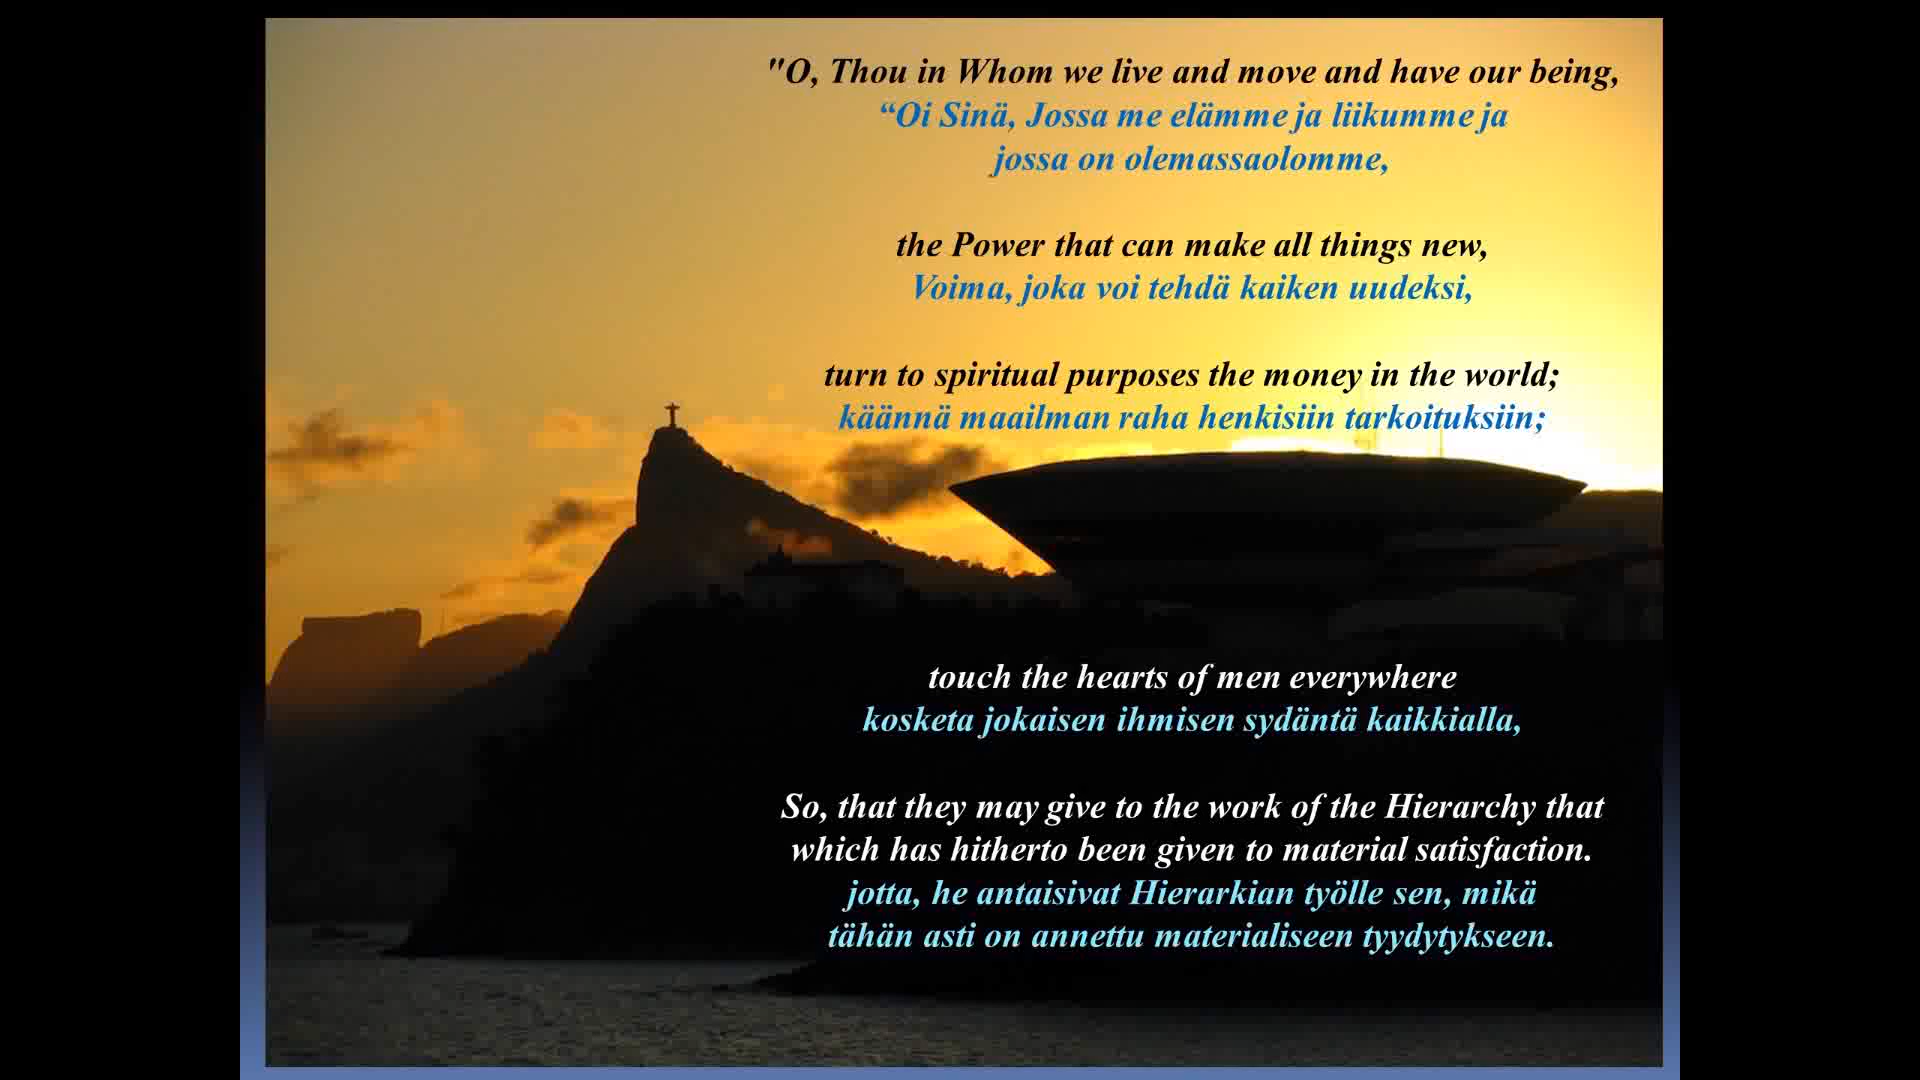 "O, Thou in Whom we live and move and have our being,
“Oi Sinä, Jossa me elämme ja liikumme ja
jossa on olemassaolomme,
the Power that can make all things new,
Voima, joka voi tehdä kaiken uudeksi,
turn to spiritual purposes the money in the world;
käännä maailman raha henkisiin tarkoituksiin;
touch the hearts of men everywhere
kosketa jokaisen ihmisen sydäntä kaikkialla,
So, that they may give to the work of the Hierarchy that
which has hitherto been given to material satisfaction.
jotta, he antaisivat Hierarkian työlle sen, mikä
tähän asti on annettu materialiseen tyydytykseen.